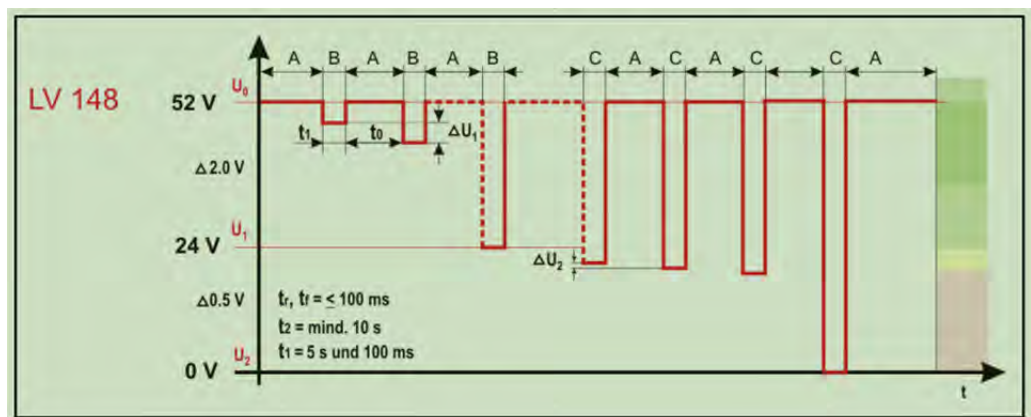 LV 148
A B A B A B C A C A C C A
U₀
52 V
t₁ t₀ ΔU₁
Δ2.0 V
U₁
24 V
ΔU₂
Δ0.5 V
tr, tf = ≤ 100 ms
t2 = mind. 10 s
t1 = 5 s und 100 ms
U₂
0 V
t